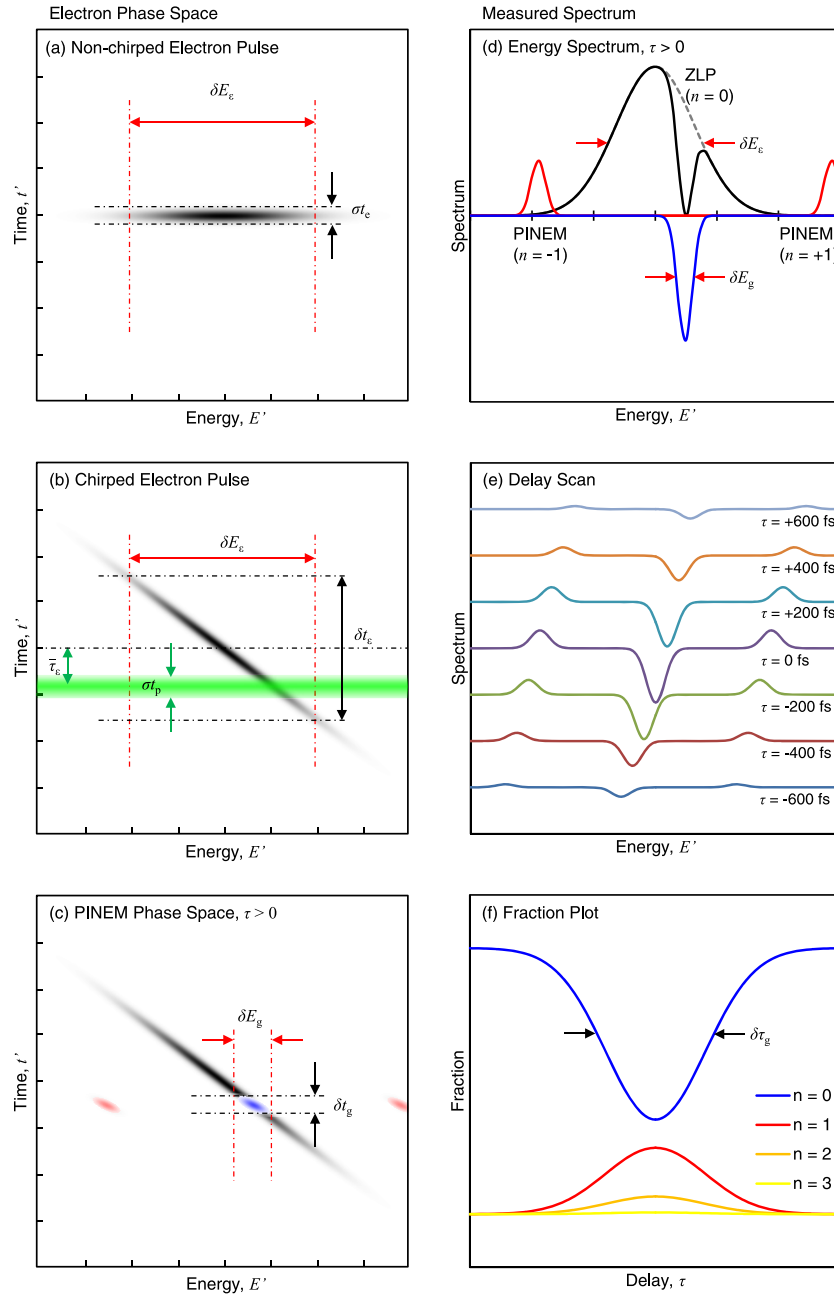 Electron Phase Space
(a) Non-chirped Electron Pulse
δEε
σte
Time, t’
Energy, E’
(b) Chirped Electron Pulse
δEε
δtε
τ̄ε
σtp
Time, t’
Energy, E’
(c) PINEM Phase Space, τ > 0
δEg
δtg
Time, t’
Energy, E’
Measured Spectrum
(d) Energy Spectrum, τ > 0
ZLP
(n = 0)
δEε
PINEM
(n = -1)
PINEM
(n = +1)
δEg
Spectrum
Energy, E’
(e) Delay Scan
τ = +600 fs
τ = +400 fs
τ = +200 fs
τ = 0 fs
τ = -200 fs
τ = -400 fs
τ = -600 fs
Spectrum
Energy, E’
(f) Fraction Plot
δτg
n = 0
n = 1
n = 2
n = 3
Fraction
Delay, τ